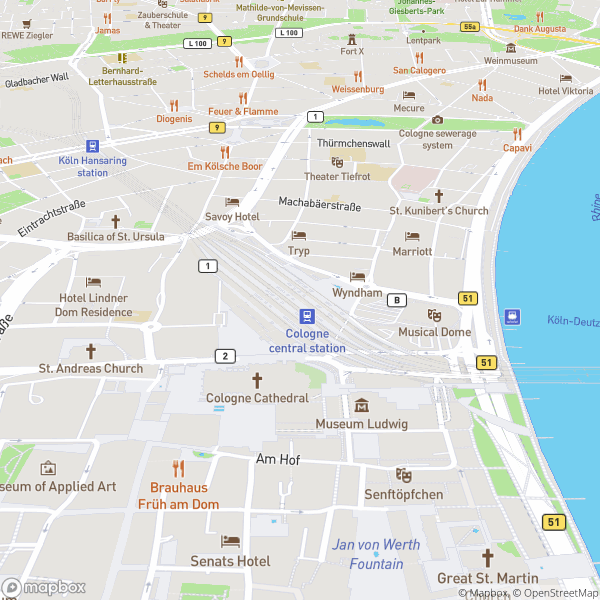 Zauberschule
& Theater
Mathilde-von-Mevissen-
Grundschule
Johannes-
Giesberts-Park
REWE Ziegler
Jamas
9
L 100
L 100
9
Fort X
Lentpark
55a
Dank Augusta
Weinmuseum
Bernhard-
Letterhausstraße
Gladbacher Wall
Schelds em Oellig
San Calogero
Weissenburg
Hotel Viktoria
Nada
Mecure
Feuer & Flamme
Diogenis
9
1
Cologne sewerage
system
Capavi
Köln Hansaring
station
Em Kölsche Boor
Thürmchenswall
Theater Tiefrot
Eintrachtstraße
Savoy Hotel
Machabäerstraße
St. Kunibert's Church
Rhine
Basilica of St. Ursula
Tryp
Marriott
1
Wyndham
B
51
Hotel Lindner
Dom Residence
Cologne
central station
Musical Dome
Köln-Deutz
2
51
St. Andreas Church
Cologne Cathedral
Museum Ludwig
Am Hof
seum of Applied Art
Brauhaus
Früh am Dom
Senftöpfchen
51
Senats Hotel
Jan von Werth
Fountain
Great St. Martin
Church
mapbox
© Mapbox, © OpenStreetMap